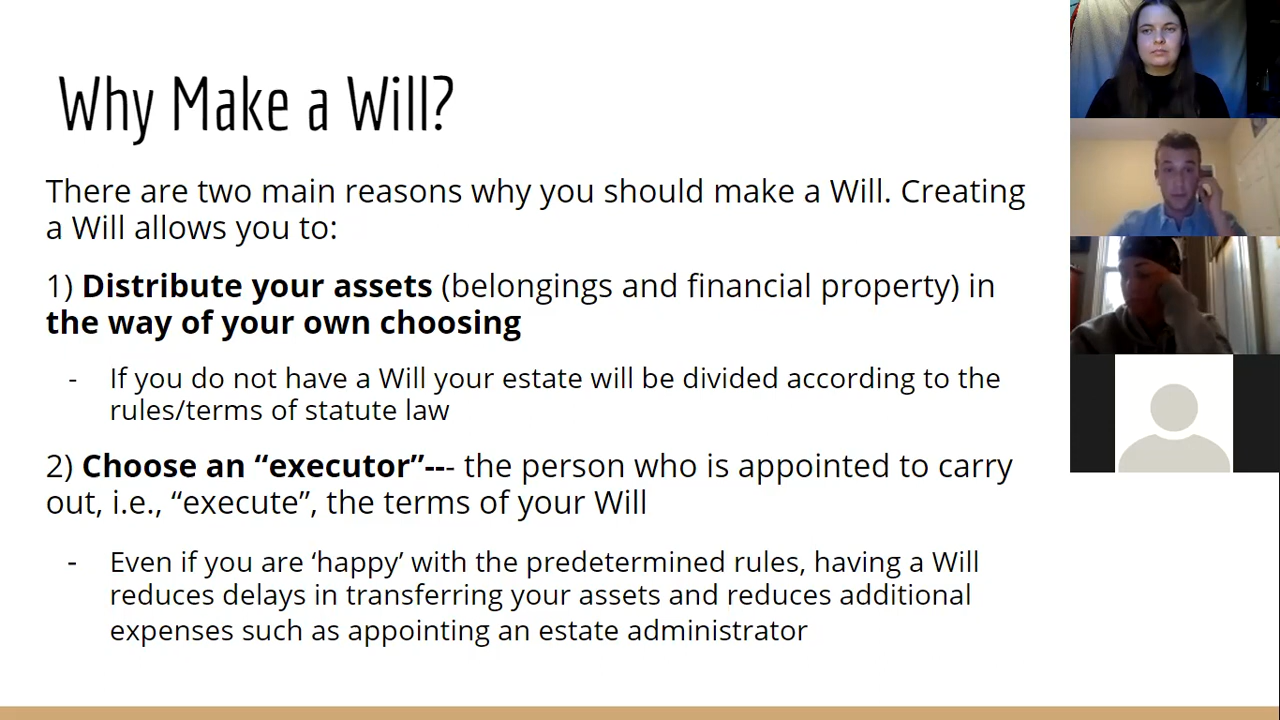 Why Make a Will?
There are two main reasons why you should make a Will. Creating
a Will allows you to:
1) Distribute your assets (belongings and financial property) in
the way of your own choosing
- If you do not have a Will your estate will be divided according to the
rules/terms of statute law
2) Choose an “executor”--- the person who is appointed to carry
out, i.e., “execute”, the terms of your Will
- Even if you are ‘happy’ with the predetermined rules, having a Will
reduces delays in transferring your assets and reduces additional
expenses such as appointing an estate administrator